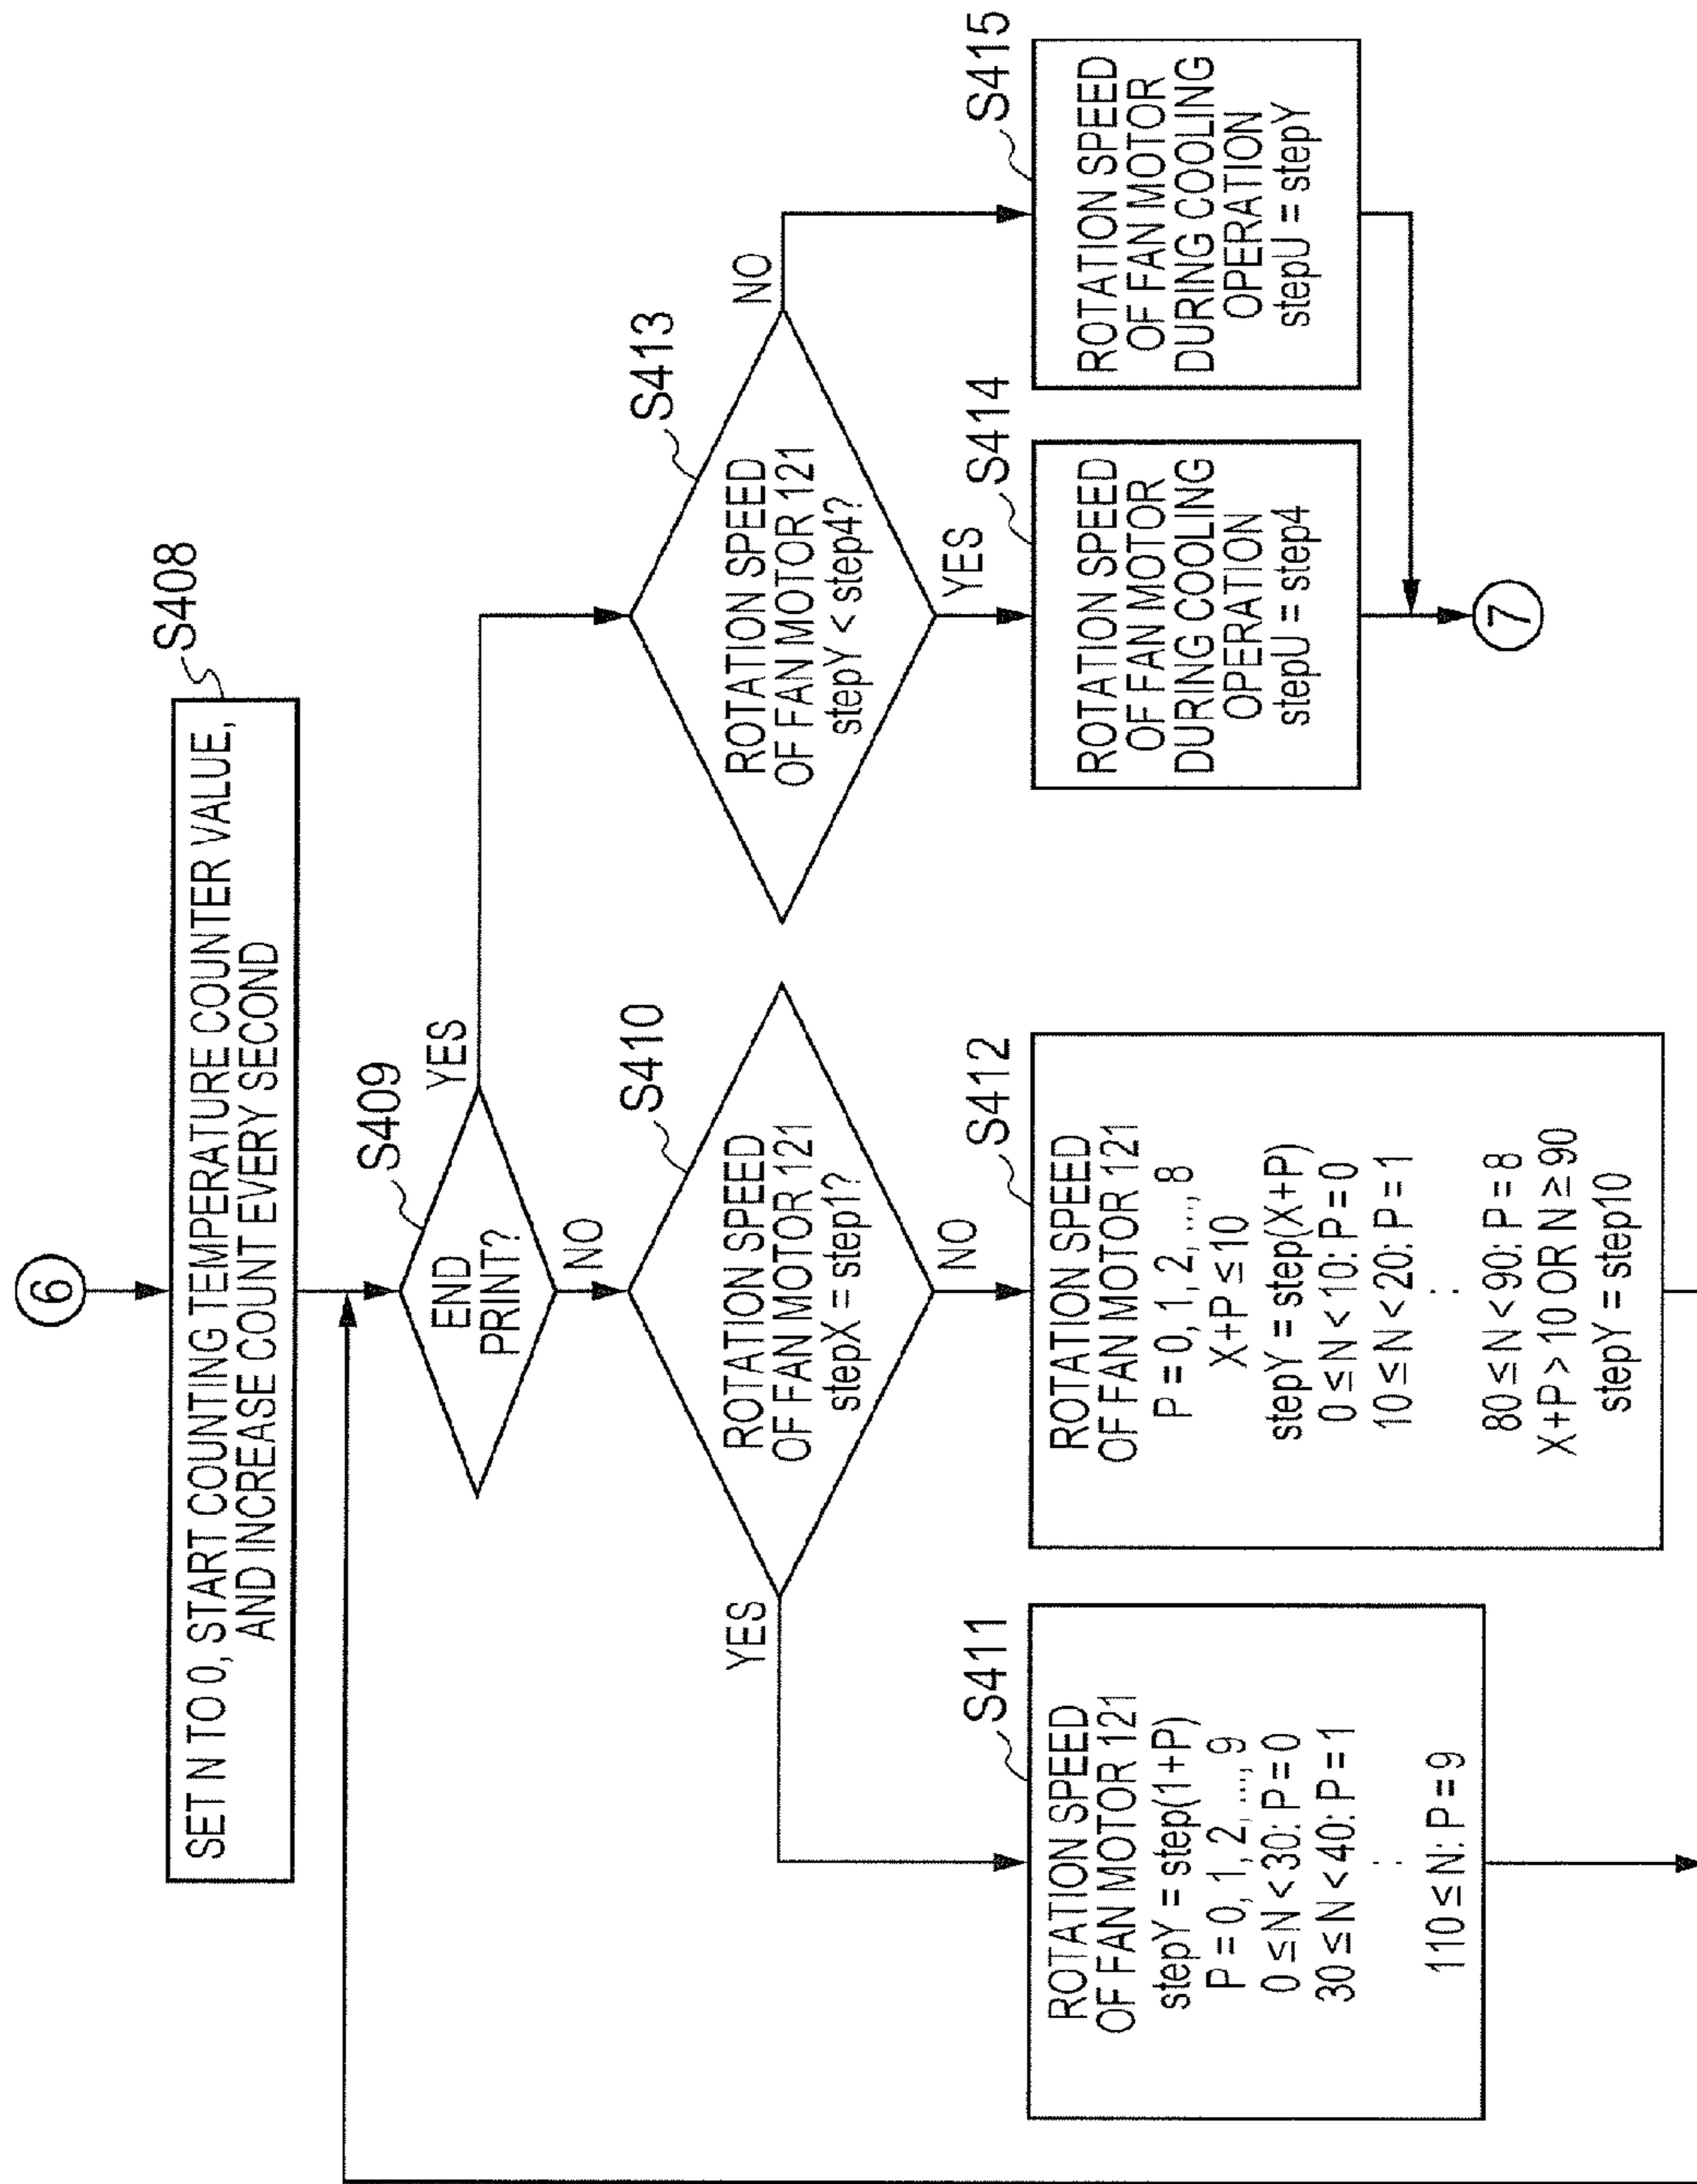 6
S408
SET N TO 0, START COUNTING TEMPERATURE COUNTER VALUE,
AND INCREASE COUNT EVERY SECOND
S409
END
PRINT?
YES
NO
S410
ROTATION SPEED
OF FAN MOTOR 121
stepX = step1?
YES
NO
S411
ROTATION SPEED
OF FAN MOTOR 121
stepY = step(1+P)
P = 0, 1, 2, ..., 9
0 ≤ N < 30: P = 0
30 ≤ N < 40: P = 1
⋮
110 ≤ N: P = 9
S412
ROTATION SPEED
OF FAN MOTOR 121
P = 0, 1, 2, ..., 8
X+P ≤ 10
stepY = step(X+P)
0 ≤ N < 10: P = 0
10 ≤ N < 20: P = 1
⋮
80 ≤ N < 90: P = 8
X+P > 10 OR N ≥ 90
stepY = step10
S413
ROTATION SPEED
OF FAN MOTOR 121
stepY < step4?
NO
YES
S414
ROTATION SPEED
OF FAN MOTOR
DURING COOLING
OPERATION
stepU = step4
S415
ROTATION SPEED
OF FAN MOTOR
DURING COOLING
OPERATION
stepU = stepY
7